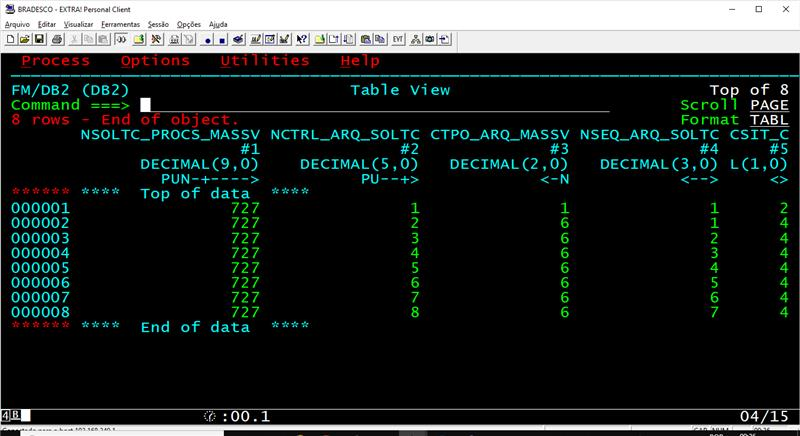 BRADESCO - EXTRA! Personal Client
Arquivo Editar Visualizar Ferramentas Sessão Opções Ajuda
EVT
Process Options Utilities Help
FM/DB2 (DB2) Table View Top of 8
Command ===> Scroll PAGE
8 rows - End of object. Format TABL
NSOLTC_PROCS_MASSV NCTRL_ARQ_SOLTC CTPO_ARQ_MASSV NSEQ_ARQ_SOLTC CSIT_C
#1 #2 #3 #4 #5
DECIMAL(9,0) DECIMAL(5,0) DECIMAL(2,0) DECIMAL(3,0) L(1,0)
PUN-+----> PU--+> <-N <--> <>
****** **** Top of data ****
000001 727 1 1 1 2
000002 727 2 6 1 4
000003 727 3 6 2 4
000004 727 4 6 3 4
000005 727 5 6 4 4
000006 727 6 6 5 4
000007 727 7 6 6 4
000008 727 8 6 7 4
****** **** End of data ****
4 B :00.1 04/15